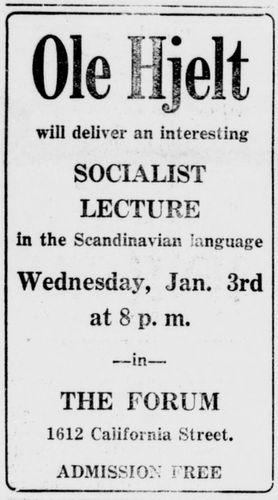 Ole Hjelt
will deliver an interesting
SOCIALIST
LECTURE
in the Scandinavian language
Wednesday, Jan. 3rd
at 8 p. m.
—in—
THE FORUM
1612 California Street.
ADMISSION FREE